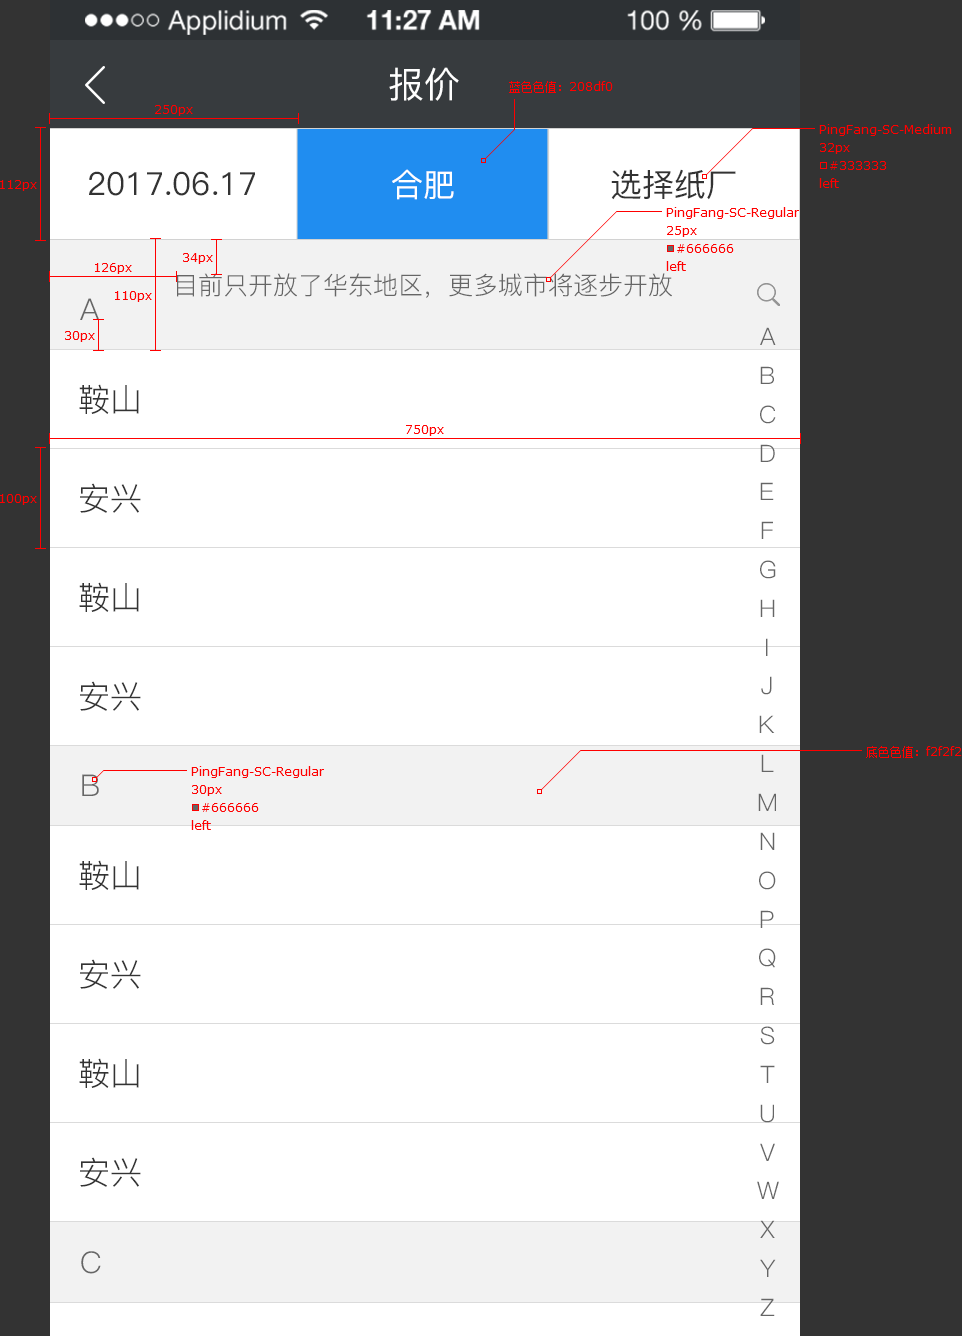 ●●●○○ Applidium 11:27 AM 100 %
报价
蓝色色值：208df0
250px
PingFang-SC-Medium
32px
#333333
left
112px
2017.06.17
合肥
选择纸厂
PingFang-SC-Regular
25px
#666666
left
34px
126px
110px
目前只开放了华东地区，更多城市将逐步开放
A
30px
鞍山
750px
安兴
100px
鞍山
安兴
底色色值：f2f2f2
B
PingFang-SC-Regular
30px
#666666
left
鞍山
安兴
鞍山
安兴
C
A
B
C
D
E
F
G
H
I
J
K
L
M
N
O
P
Q
R
S
T
U
V
W
X
Y
Z